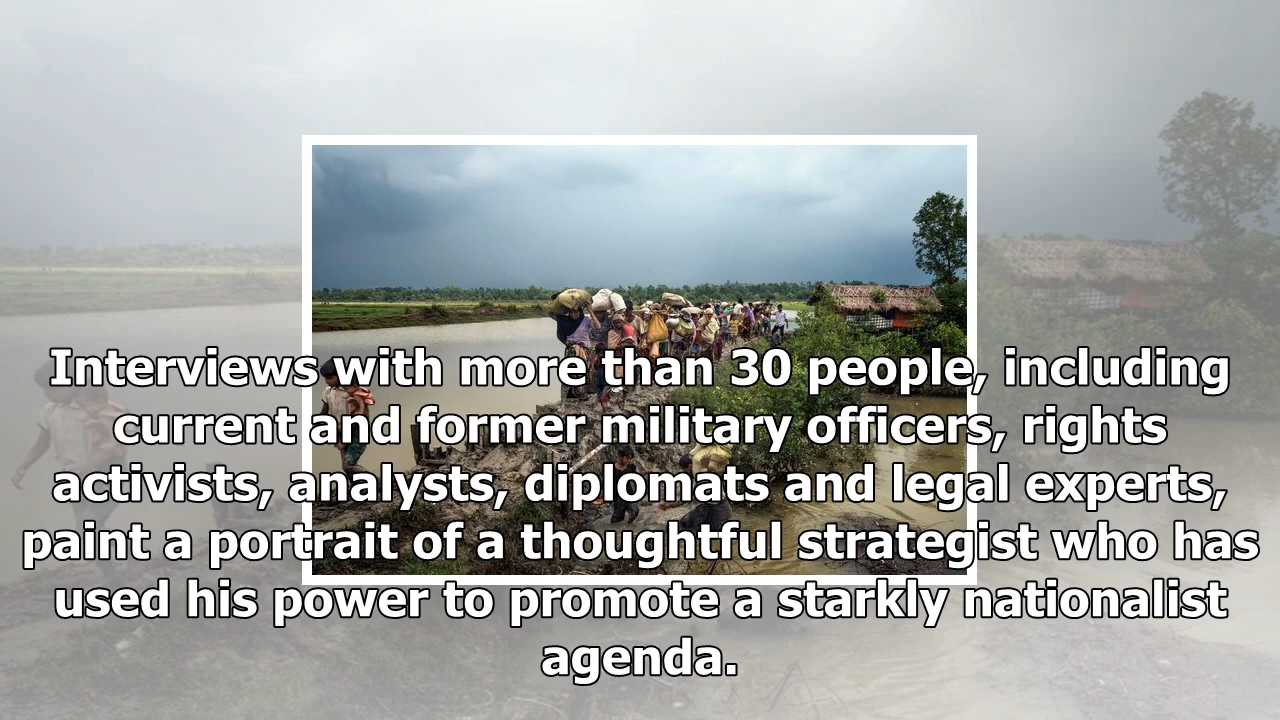 Interviews with more than 30 people, including
current and former military officers, rights
activists, analysts, diplomats and legal experts,
paint a portrait of a thoughtful strategist who has
used his power to promote a starkly nationalist
agenda.